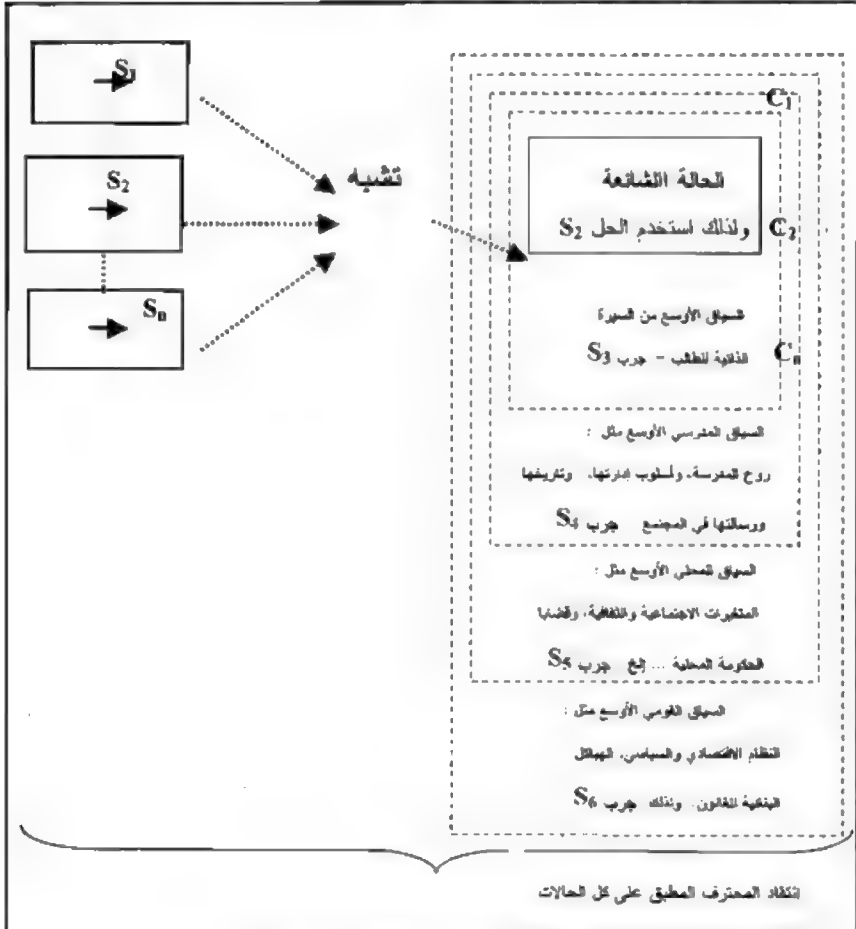 S1
S2
Sn
تشبيه
C1
C2
Cn
الحالة الشائعة
ولذلك استخدم الحل S2
السياق الأوسع من السيرة
الذاتية للطالب - جرب S3
السياق المدرسي الأوسع مثل :
روح المدرسة، وأسلوب إدارتها، وتاريخها
ورسالتها في المجتمع جرب S4
السياق المحلي الأوسع مثل :
المتغيرات الاجتماعية والثقافية، وقضايا
الحكومة المحلية ... إلخ جرب S5
السياق القومي الأوسع مثل :
النظام الاقتصادي والسياسي، الهياكل
البنائية للقانون، ولذلك جرب S6
انتقاد المحترف المطبق على كل الحالات